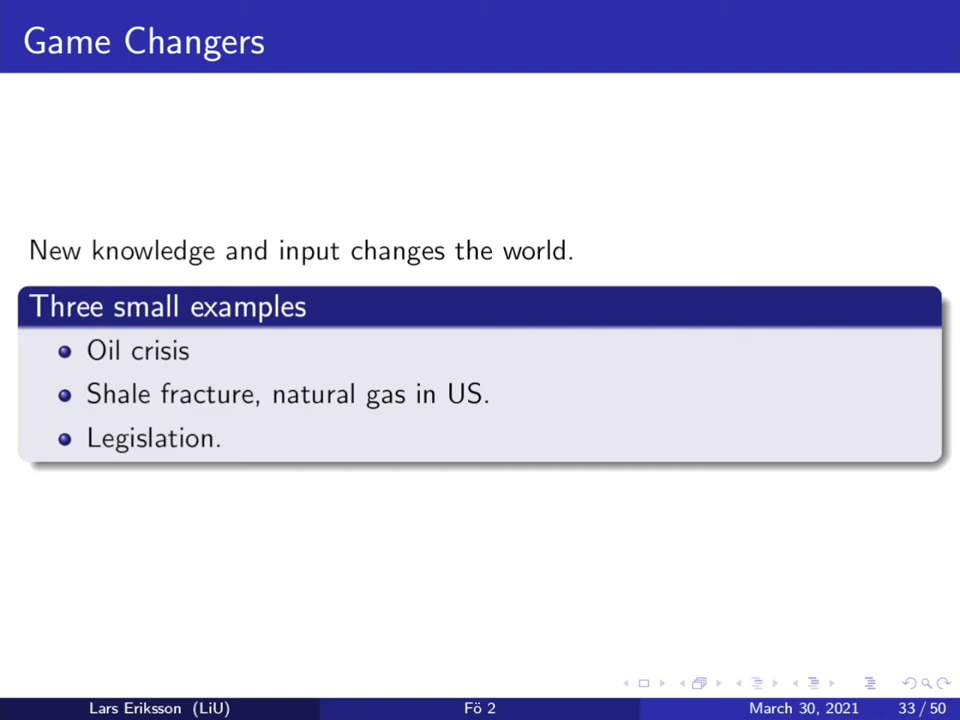 Game Changers
New knowledge and input changes the world.
Three small examples
Oil crisis
Shale fracture, natural gas in US.
Legislation.
Lars Eriksson (LiU) Fö 2 March 30, 2021 33 / 50